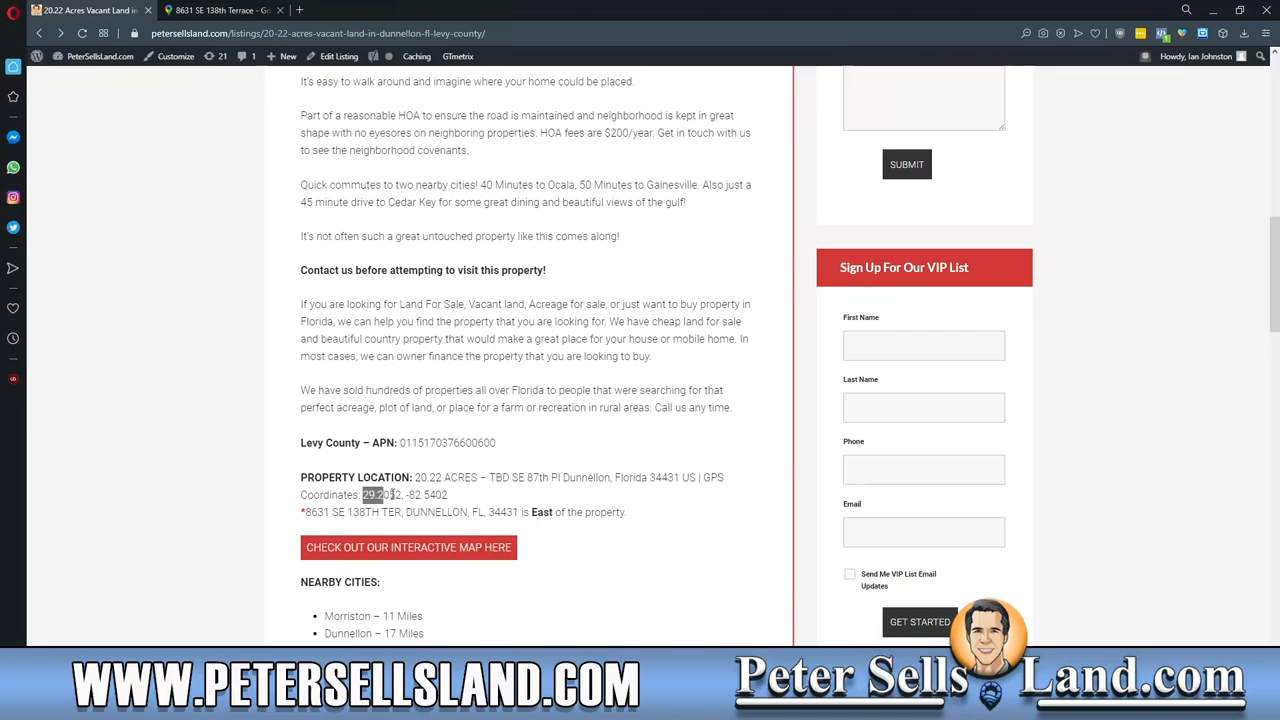 20.22 Acres Vacant Land in
8631 SE 138th Terrace - Go
petersellsland.com/listings/20-22-acres-vacant-land-in-dunnellon-fl-levy-county/
PeterSellsLand.com Customize 21 1 New Edit Listing Caching GTmetrix Howdy, Ian Johnston
It's easy to walk around and imagine where your home could be placed.
Part of a reasonable HOA to ensure the road is maintained and neighborhood is kept in great
shape with no eyesores on neighboring properties. HOA fees are $200/year. Get in touch with us
to see the neighborhood covenants.
Quick commutes to two nearby cities! 40 Minutes to Ocala, 50 Minutes to Gainesville. Also just a
45 minute drive to Cedar Key for some great dining and beautiful views of the gulf!
It's not often such a great untouched property like this comes along!
Contact us before attempting to visit this property!
If you are looking for Land For Sale, Vacant land, Acreage for sale, or just want to buy property in
Florida, we can help you find the property that you are looking for. We have cheap land for sale
and beautiful country property that would make a great place for your house or mobile home. In
most cases, we can owner finance the property that you are looking to buy.
We have sold hundreds of properties all over Florida to people that were searching for that
perfect acreage, plot of land, or place for a farm or recreation in rural areas. Call us any time.
Levy County – APN: 0115170376600600
PROPERTY LOCATION: 20.22 ACRES – TBD SE 87th Pl Dunnellon, Florida 34431 US | GPS
Coordinates: -82.5402
*8631 SE 138TH TER, DUNNELLON, FL, 34431 is East of the property.
CHECK OUT OUR INTERACTIVE MAP HERE
NEARBY CITIES:
• Morriston – 11 Miles
• Dunnellon – 17 Miles
SUBMIT
Sign Up For Our VIP List
First Name
Last Name
Phone
Email
Send Me VIP List Email
Updates
GET STARTED
WWW.PETERSELLSLAND.COM
Peter Sells Land.com